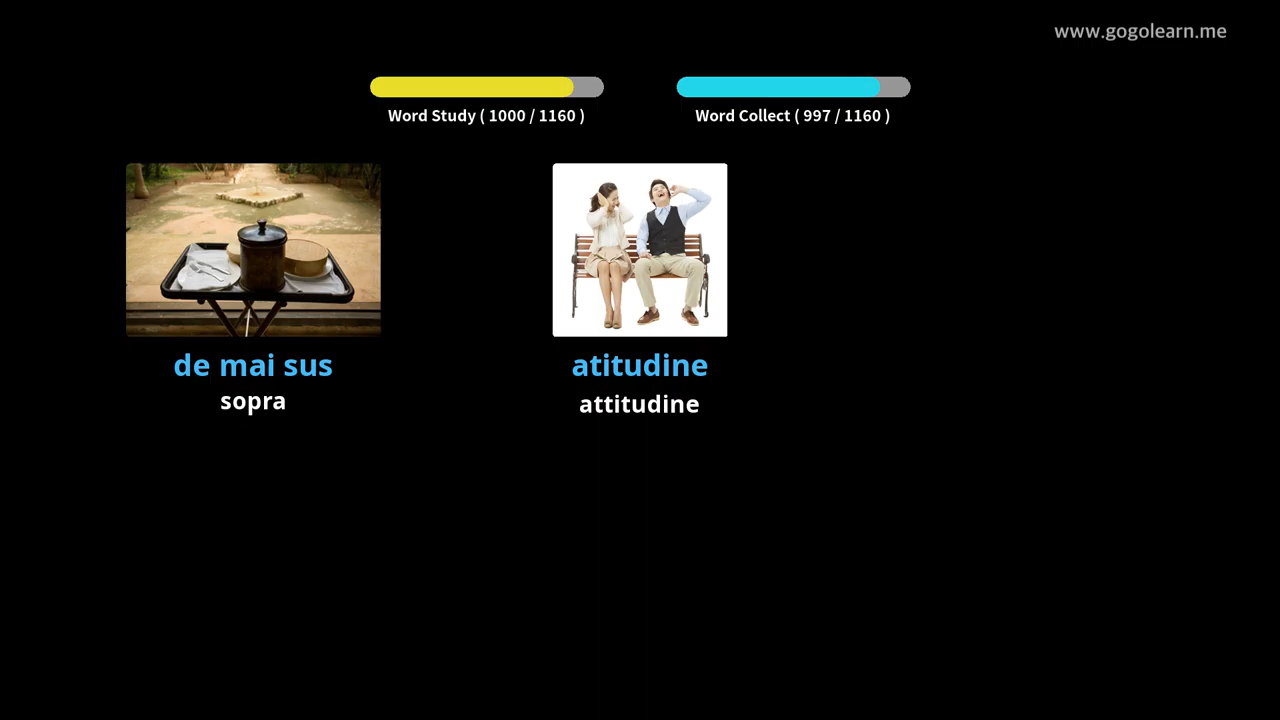 www.gogolearn.me
Word Study ( 1000 / 1160 )
Word Collect ( 997 / 1160 )
de mai sus
sopra
atitudine
attitudine